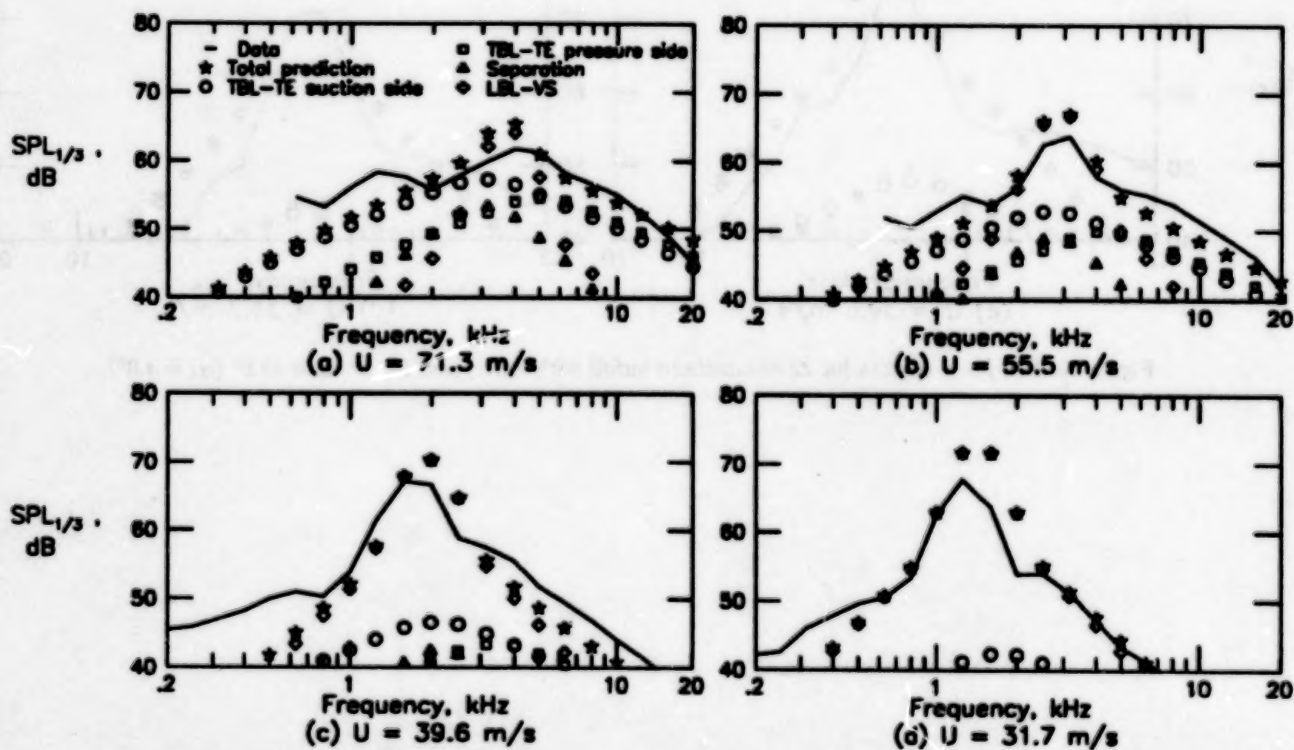 80
70
60
50
40
SPL1/3 ,
dB
— Data
★ Total prediction
○ TBL-TE suction side
□ TBL-TE pressure side
▲ Separation
◇ LBL-VS
.2 1 10 20
Frequency, kHz
(a) U = 71.3 m/s
80
70
60
50
40
.2 1 10 20
Frequency, kHz
(b) U = 55.5 m/s
80
70
60
50
40
SPL1/3 ,
dB
.2 1 10 20
Frequency, kHz
(c) U = 39.6 m/s
80
70
60
50
40
.2 1 10 20
Frequency, kHz
(d) U = 31.7 m/s